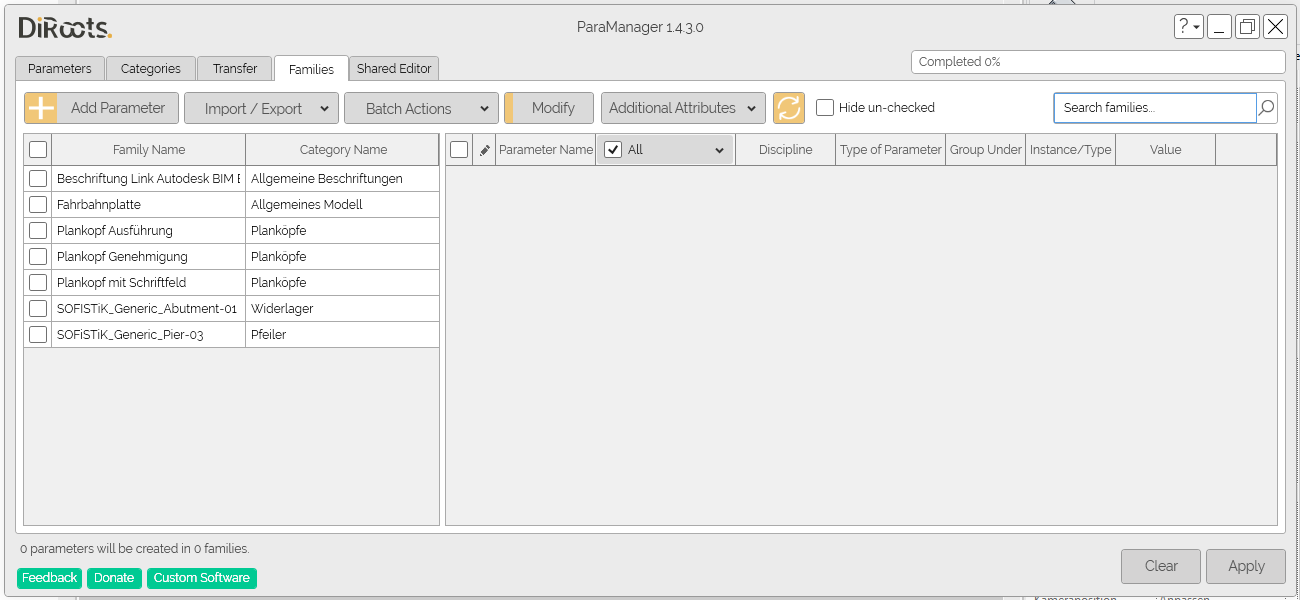 DiRoots.
ParaManager 1.4.3.0
?
Parameters Categories Transfer Families Shared Editor
Completed 0%
Add Parameter Import / Export Batch Actions Modify Additional Attributes Hide un-checked Search families...
Family Name Category Name Parameter Name All Discipline Type of Parameter Group Under Instance/Type Value
Beschriftung Link Autodesk BIM Allgemeine Beschriftungen
Fahrbahnplatte Allgemeines Modell
Plankopf Ausführung Planköpfe
Plankopf Genehmigung Planköpfe
Plankopf mit Schriftfeld Planköpfe
SOFISTiK_Generic_Abutment-01 Widerlager
SOFiSTiK_Generic_Pier-03 Pfeiler
0 parameters will be created in 0 families.
Feedback Donate Custom Software
Clear Apply